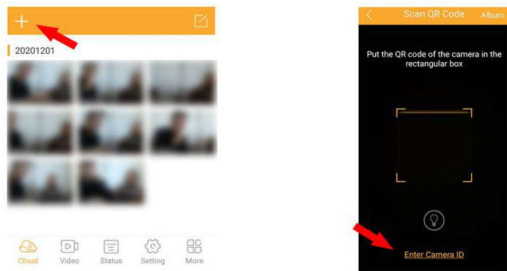 20201201
Cloud
Video
Status
Setting
More
Scan QR Code
Album
Put the QR code of the camera in the
rectangular box
Enter Camera ID